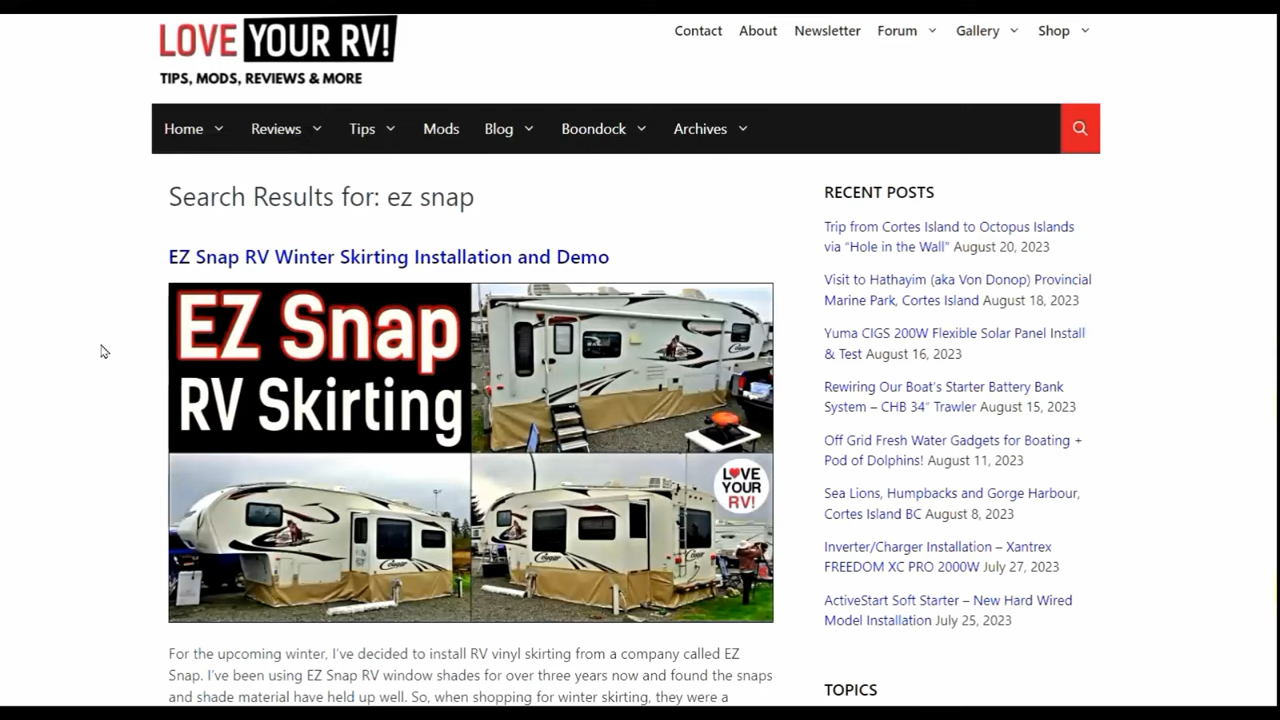 LOVE YOUR RV!
TIPS, MODS, REVIEWS & MORE
Contact About Newsletter Forum Gallery Shop
Home Reviews Tips Mods Blog Boondock Archives
Search Results for: ez snap
EZ Snap RV Winter Skirting Installation and Demo
EZ Snap
RV Skirting
Cougar
Cougar
Cougar
LOVE
YOUR
RV!
For the upcoming winter, I've decided to install RV vinyl skirting from a company called EZ
Snap. I've been using EZ Snap RV window shades for over three years now and found the snaps
and shade material have held up well. So, when shopping for winter skirting, they were a
RECENT POSTS
Trip from Cortes Island to Octopus Islands
via “Hole in the Wall” August 20, 2023
Visit to Hathayim (aka Von Donop) Provincial
Marine Park, Cortes Island August 18, 2023
Yuma CIGS 200W Flexible Solar Panel Install
& Test August 16, 2023
Rewiring Our Boat's Starter Battery Bank
System – CHB 34″ Trawler August 15, 2023
Off Grid Fresh Water Gadgets for Boating +
Pod of Dolphins! August 11, 2023
Sea Lions, Humpbacks and Gorge Harbour,
Cortes Island BC August 8, 2023
Inverter/Charger Installation – Xantrex
FREEDOM XC PRO 2000W July 27, 2023
ActiveStart Soft Starter – New Hard Wired
Model Installation July 25, 2023
TOPICS